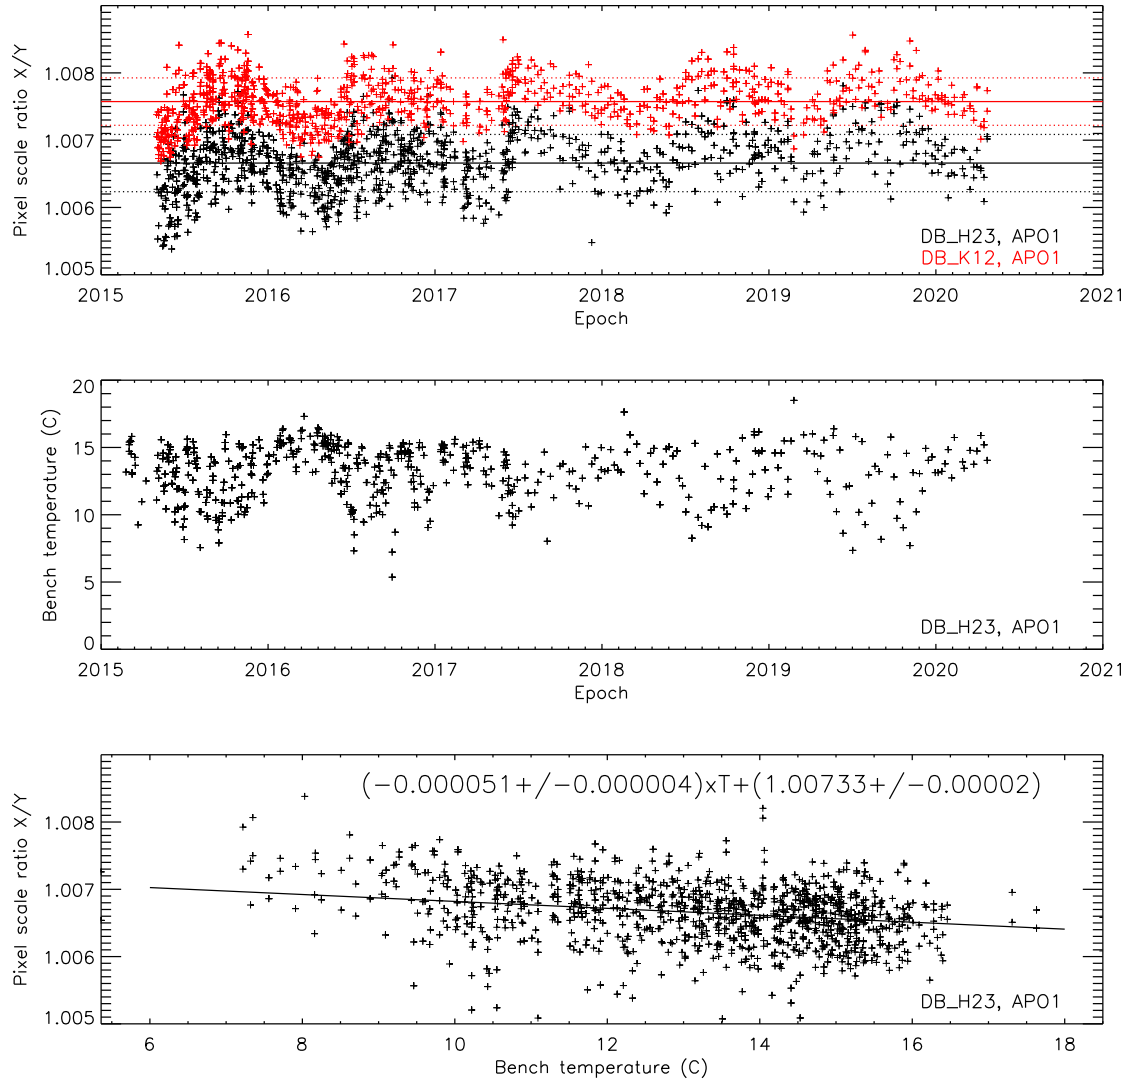 Pixel scale ratio X/Y
1.008
1.007
1.006
1.005
DB_H23, APO1
DB_K12, APO1
2015 2016 2017 2018 2019 2020 2021
Epoch
Bench temperature (C)
20
15
10
5
0
DB_H23, APO1
2015 2016 2017 2018 2019 2020 2021
Epoch
(-0.000051+/-0.000004)xT+(1.00733+/-0.00002)
Pixel scale ratio X/Y
1.008
1.007
1.006
1.005
DB_H23, APO1
6 8 10 12 14 16 18
Bench temperature (C)